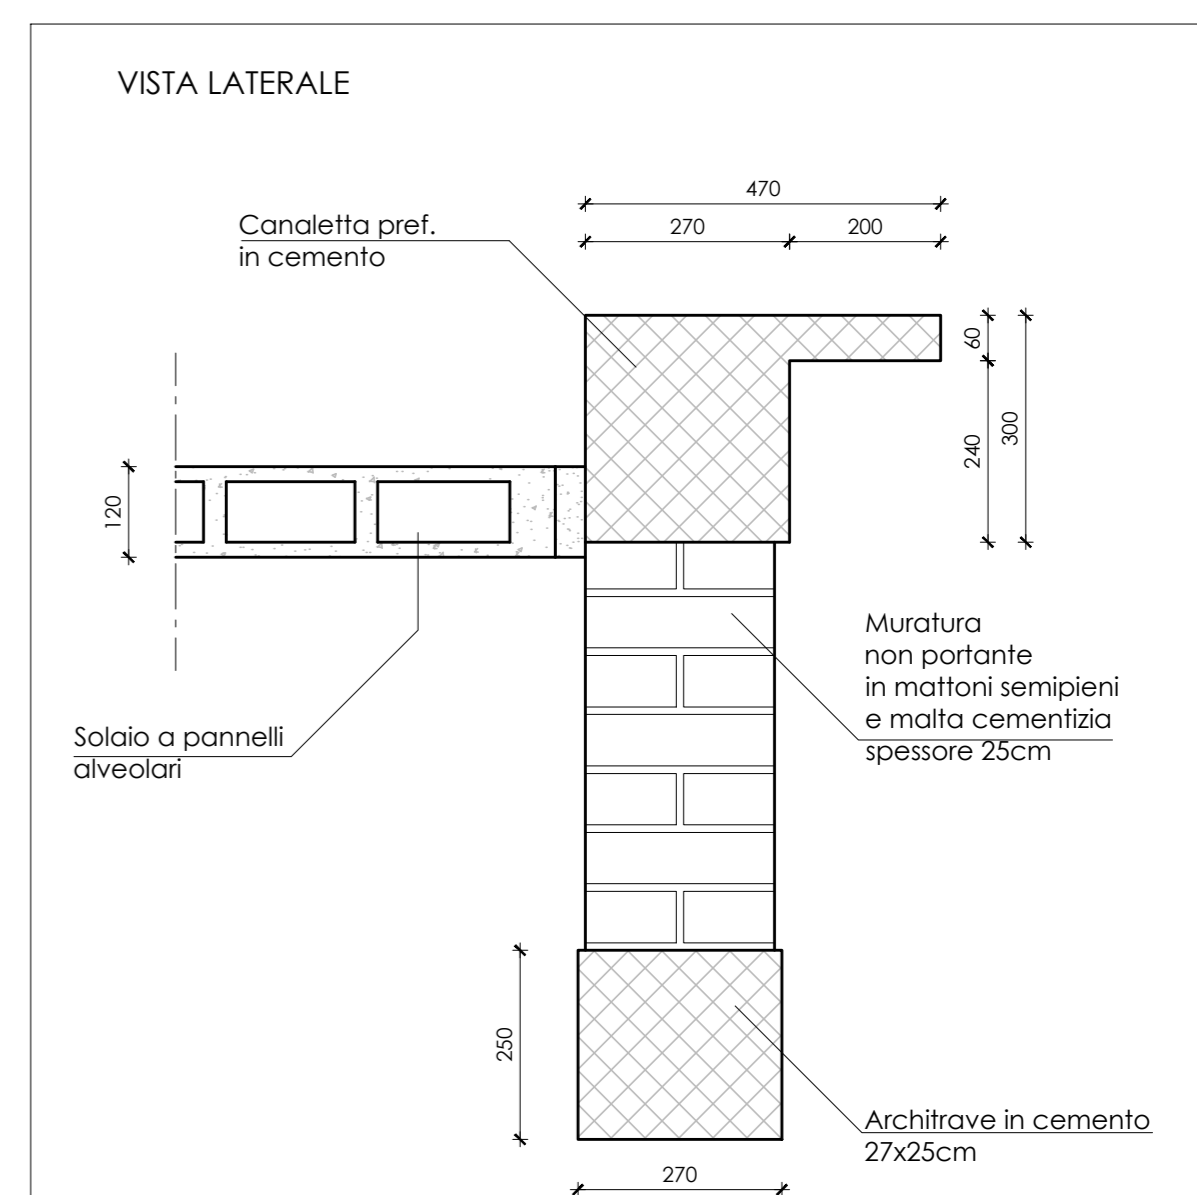 VISTA LATERALE
470
270
200
Canaletta pref.
in cemento
60
240
300
120
Muratura
non portante
in mattoni semipieni
e malta cementizia
spessore 25cm
Solaio a pannelli
alveolari
250
Architrave in cemento
27x25cm
270